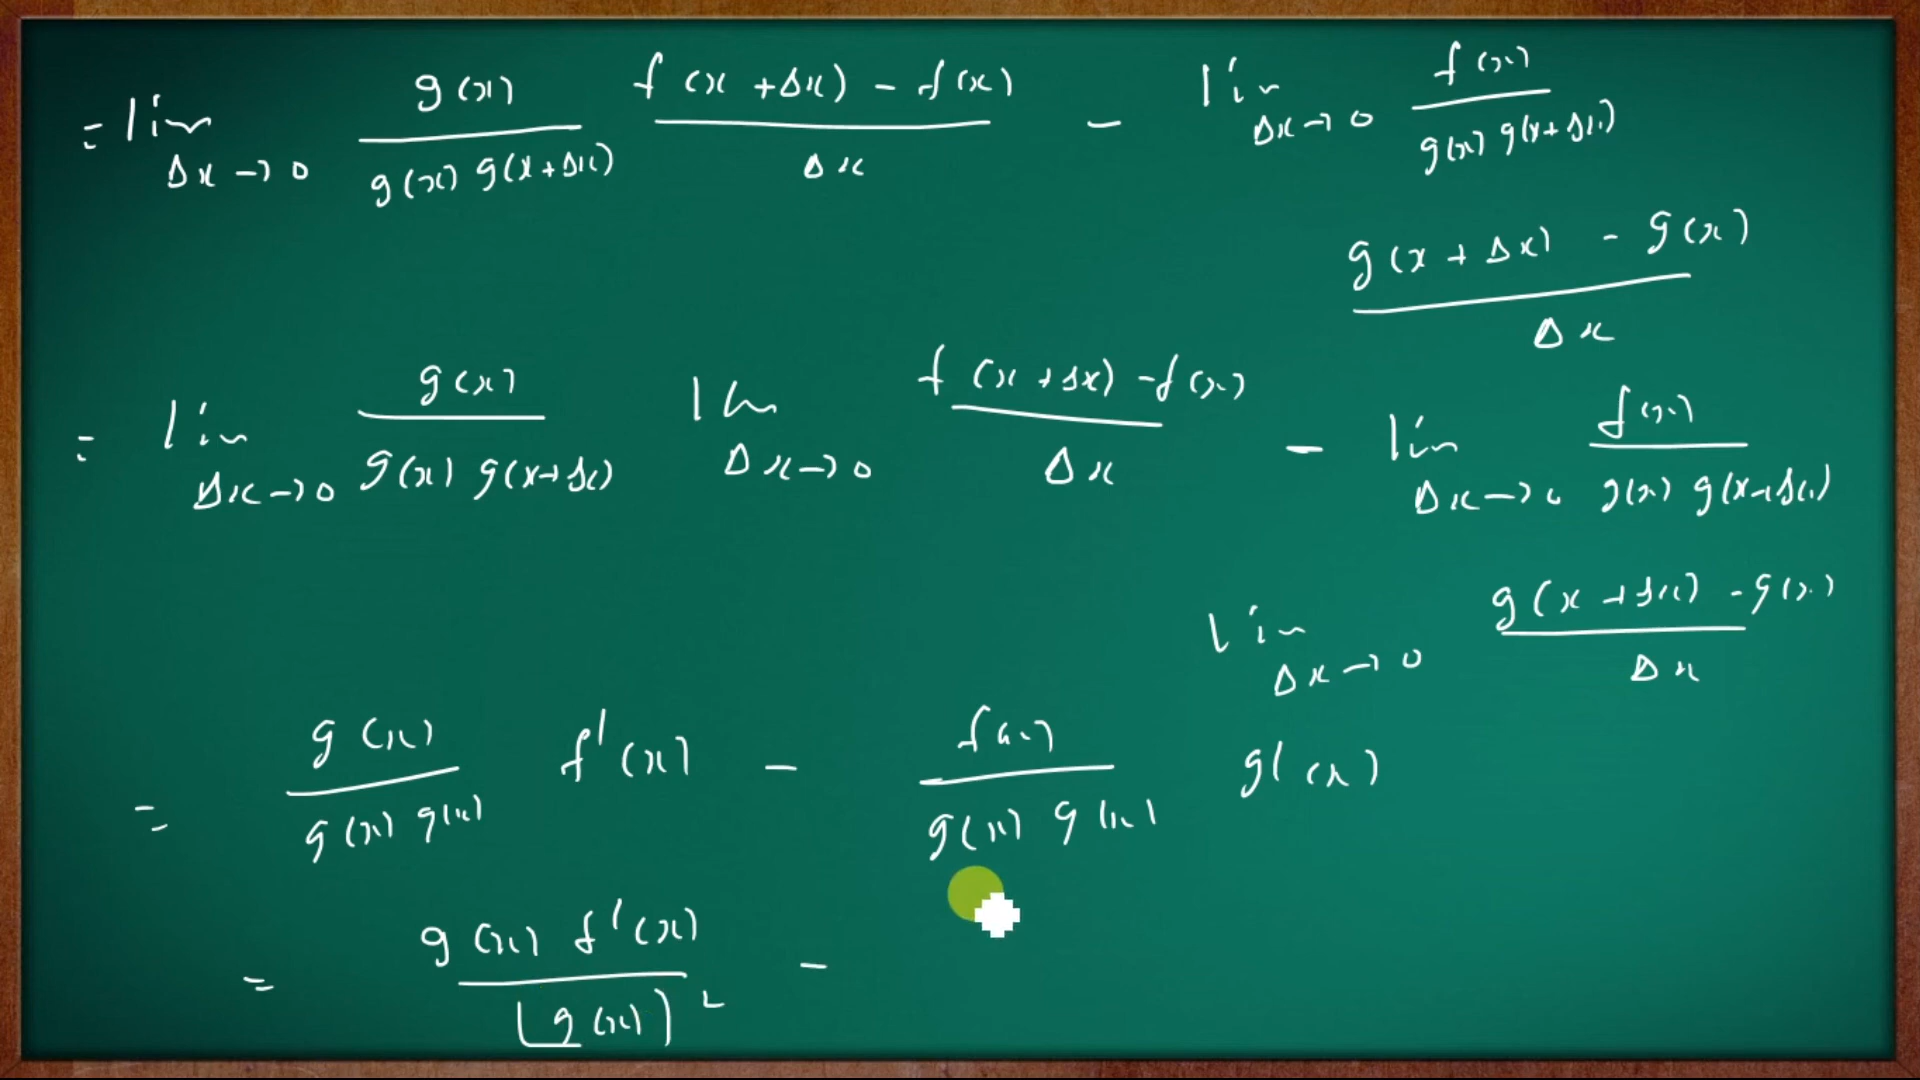 = lim Δx→0 g(x) / g(x) g(x+Δx) f(x+Δx) - f(x) / Δx - lim Δx→0 f(x) / g(x) g(x+Δx)
g(x+Δx) - g(x) / Δx
= lim Δx→0 g(x) / g(x) g(x+Δx) lim Δx→0 f(x+Δx) - f(x) / Δx - lim Δx→0 f(x) / g(x) g(x+Δx)
lim Δx→0 g(x+Δx) - g(x) / Δx
= g(x) / g(x) g(x) f'(x) - f(x) / g(x) g(x) g'(x)
= g(x) f'(x) / [g(x)]² -